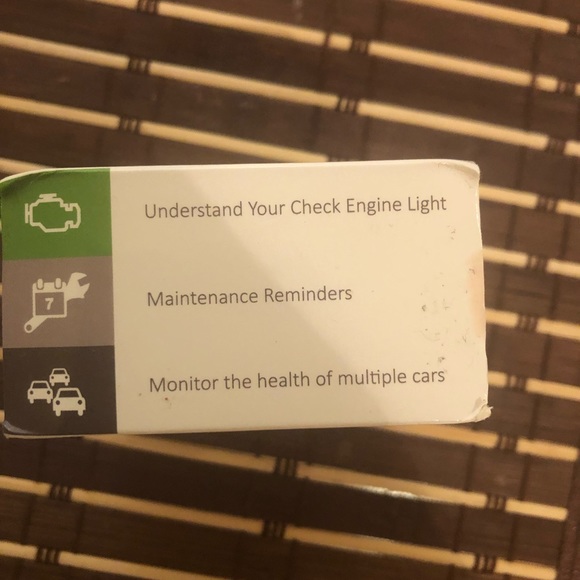 Understand Your Check Engine Light
7
Maintenance Reminders
Monitor the health of multiple cars